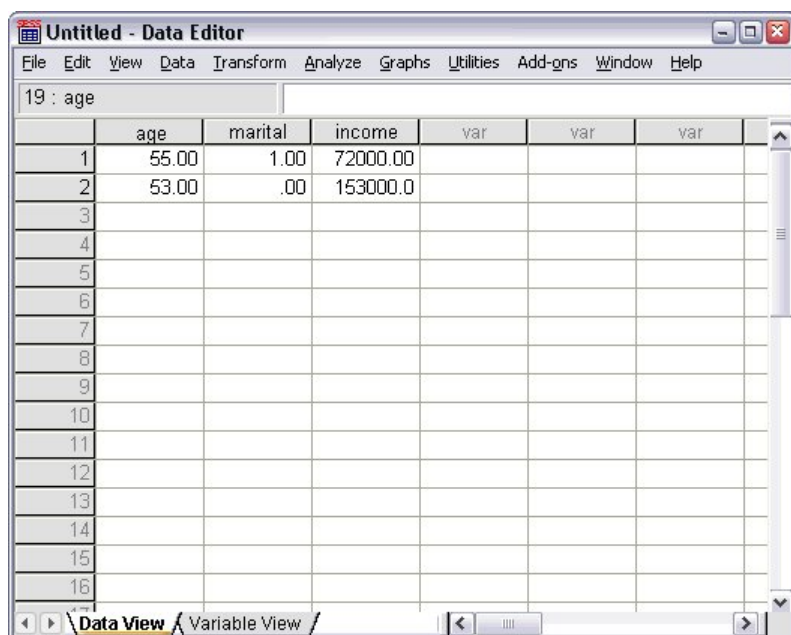 Untitled - Data Editor
File Edit View Data Transform Analyze Graphs Utilities Add-ons Window Help
19 : age
age marital income var var var
1 55.00 1.00 72000.00
2 53.00 .00 153000.0
3
4
5
6
7
8
9
10
11
12
13
14
15
16
Data View Variable View